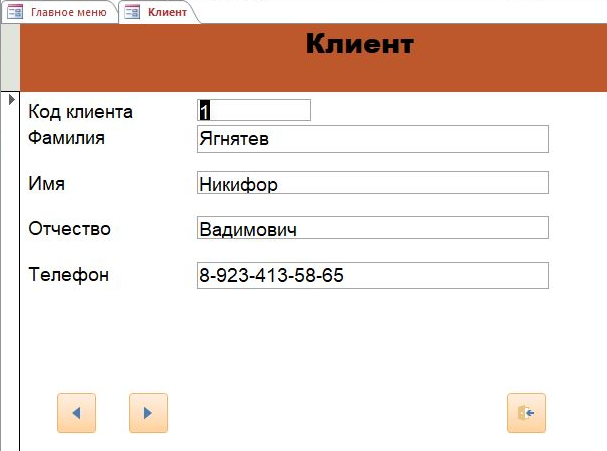 Главное меню Клиент
Клиент
Код клиента 1
Фамилия Ягнятев
Имя Никифор
Отчество Вадимович
Телефон 8-923-413-58-65